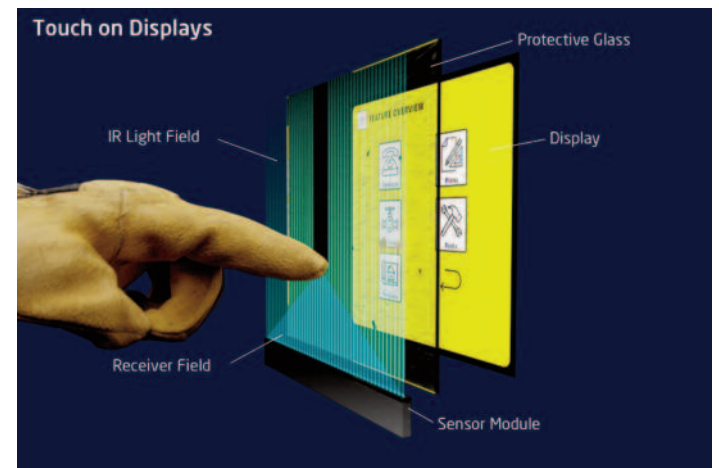 Touch on Displays
Protective Glass
IR Light Field
FEATURE OVERVIEW
Display
Receiver Field
Sensor Module